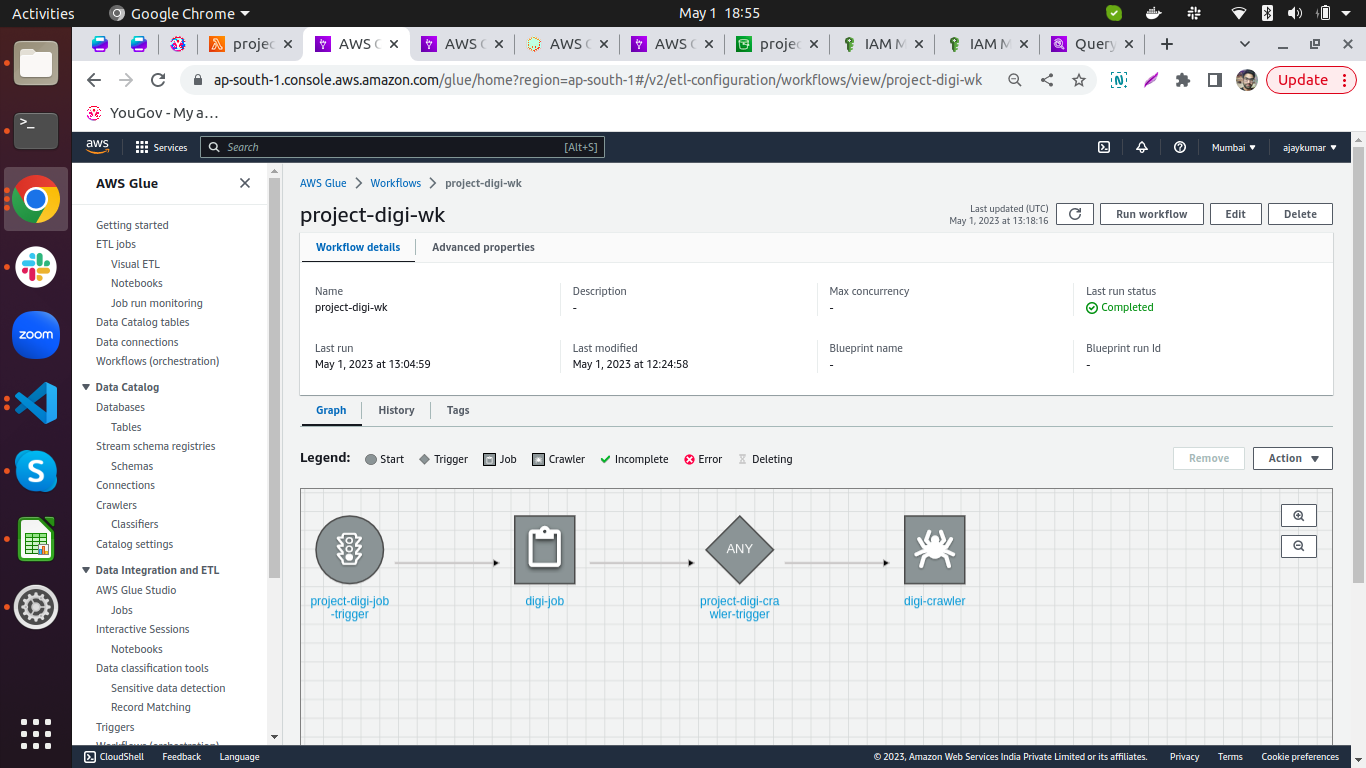 Activities
Google Chrome
May 1 18:55
projec
AWS G
AWS G
AWS G
AWS G
projec
IAM M
IAM M
Query
ap-south-1.console.aws.amazon.com/glue/home?region=ap-south-1#/v2/etl-configuration/workflows/view/project-digi-wk
Update
YouGov - My a…
aws
Services
Search
[Alt+S]
Mumbai
ajaykumar
AWS Glue
Getting started
ETL jobs
Visual ETL
Notebooks
Job run monitoring
Data Catalog tables
Data connections
Workflows (orchestration)
Data Catalog
Databases
Tables
Stream schema registries
Schemas
Connections
Crawlers
Classifiers
Catalog settings
Data Integration and ETL
AWS Glue Studio
Jobs
Interactive Sessions
Notebooks
Data classification tools
Sensitive data detection
Record Matching
Triggers
Workflows (orchestration)
AWS Glue
Workflows
project-digi-wk
project-digi-wk
Last updated (UTC)
May 1, 2023 at 13:18:16
Run workflow
Edit
Delete
Workflow details
Advanced properties
Name
project-digi-wk
Description
-
Max concurrency
-
Last run status
Completed
Last run
May 1, 2023 at 13:04:59
Last modified
May 1, 2023 at 12:24:58
Blueprint name
-
Blueprint run Id
-
Graph
History
Tags
Legend:
Start
Trigger
Job
Crawler
Incomplete
Error
Deleting
Remove
Action
ANY
project-digi-job
-trigger
digi-job
project-digi-cra
wler-trigger
digi-crawler
zoom
CloudShell
Feedback
Language
© 2023, Amazon Web Services India Private Limited or its affiliates.
Privacy
Terms
Cookie preferences